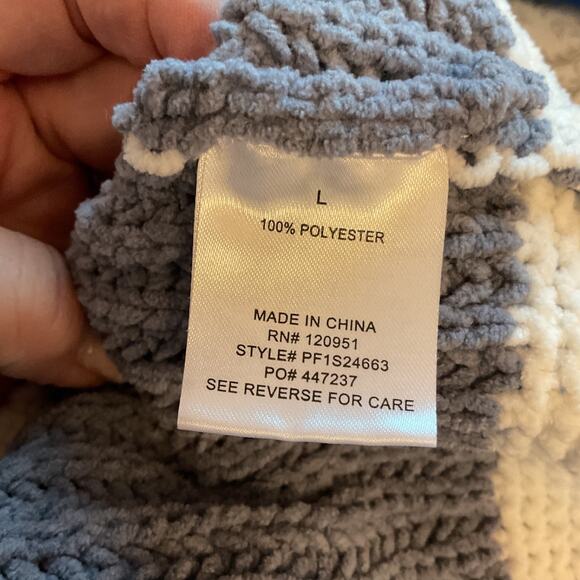 L
100% POLYESTER
MADE IN CHINA
RN# 120951
STYLE# PF1S24663
PO# 447237
SEE REVERSE FOR CARE